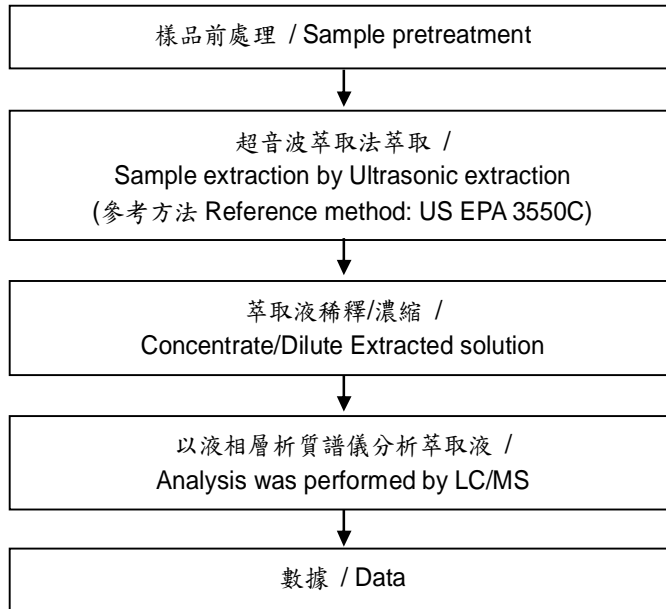 樣品前處理 / Sample pretreatment
超音波萃取法萃取 /
Sample extraction by Ultrasonic extraction
(參考方法 Reference method: US EPA 3550C)
萃取液稀釋/濃縮 /
Concentrate/Dilute Extracted solution
以液相層析質譜儀分析萃取液 /
Analysis was performed by LC/MS
數據 / Data